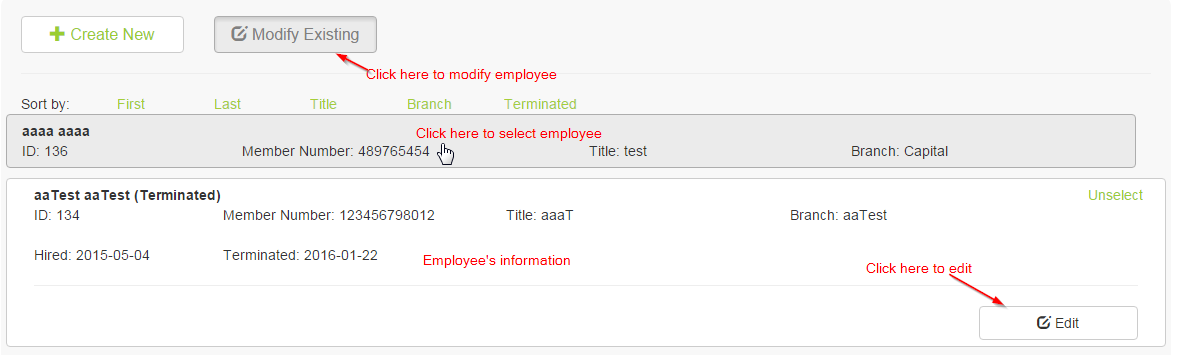 Create New Modify Existing
Click here to modify employee
Sort by: First Last Title Branch Terminated
aaaa aaaa Click here to select employee
ID: 136 Member Number: 489765454 Title: test Branch: Capital
aaTest aaTest (Terminated) Unselect
ID: 134 Member Number: 123456798012 Title: aaaT Branch: aaTest
Hired: 2015-05-04 Terminated: 2016-01-22 Employee's information
Click here to edit
Edit